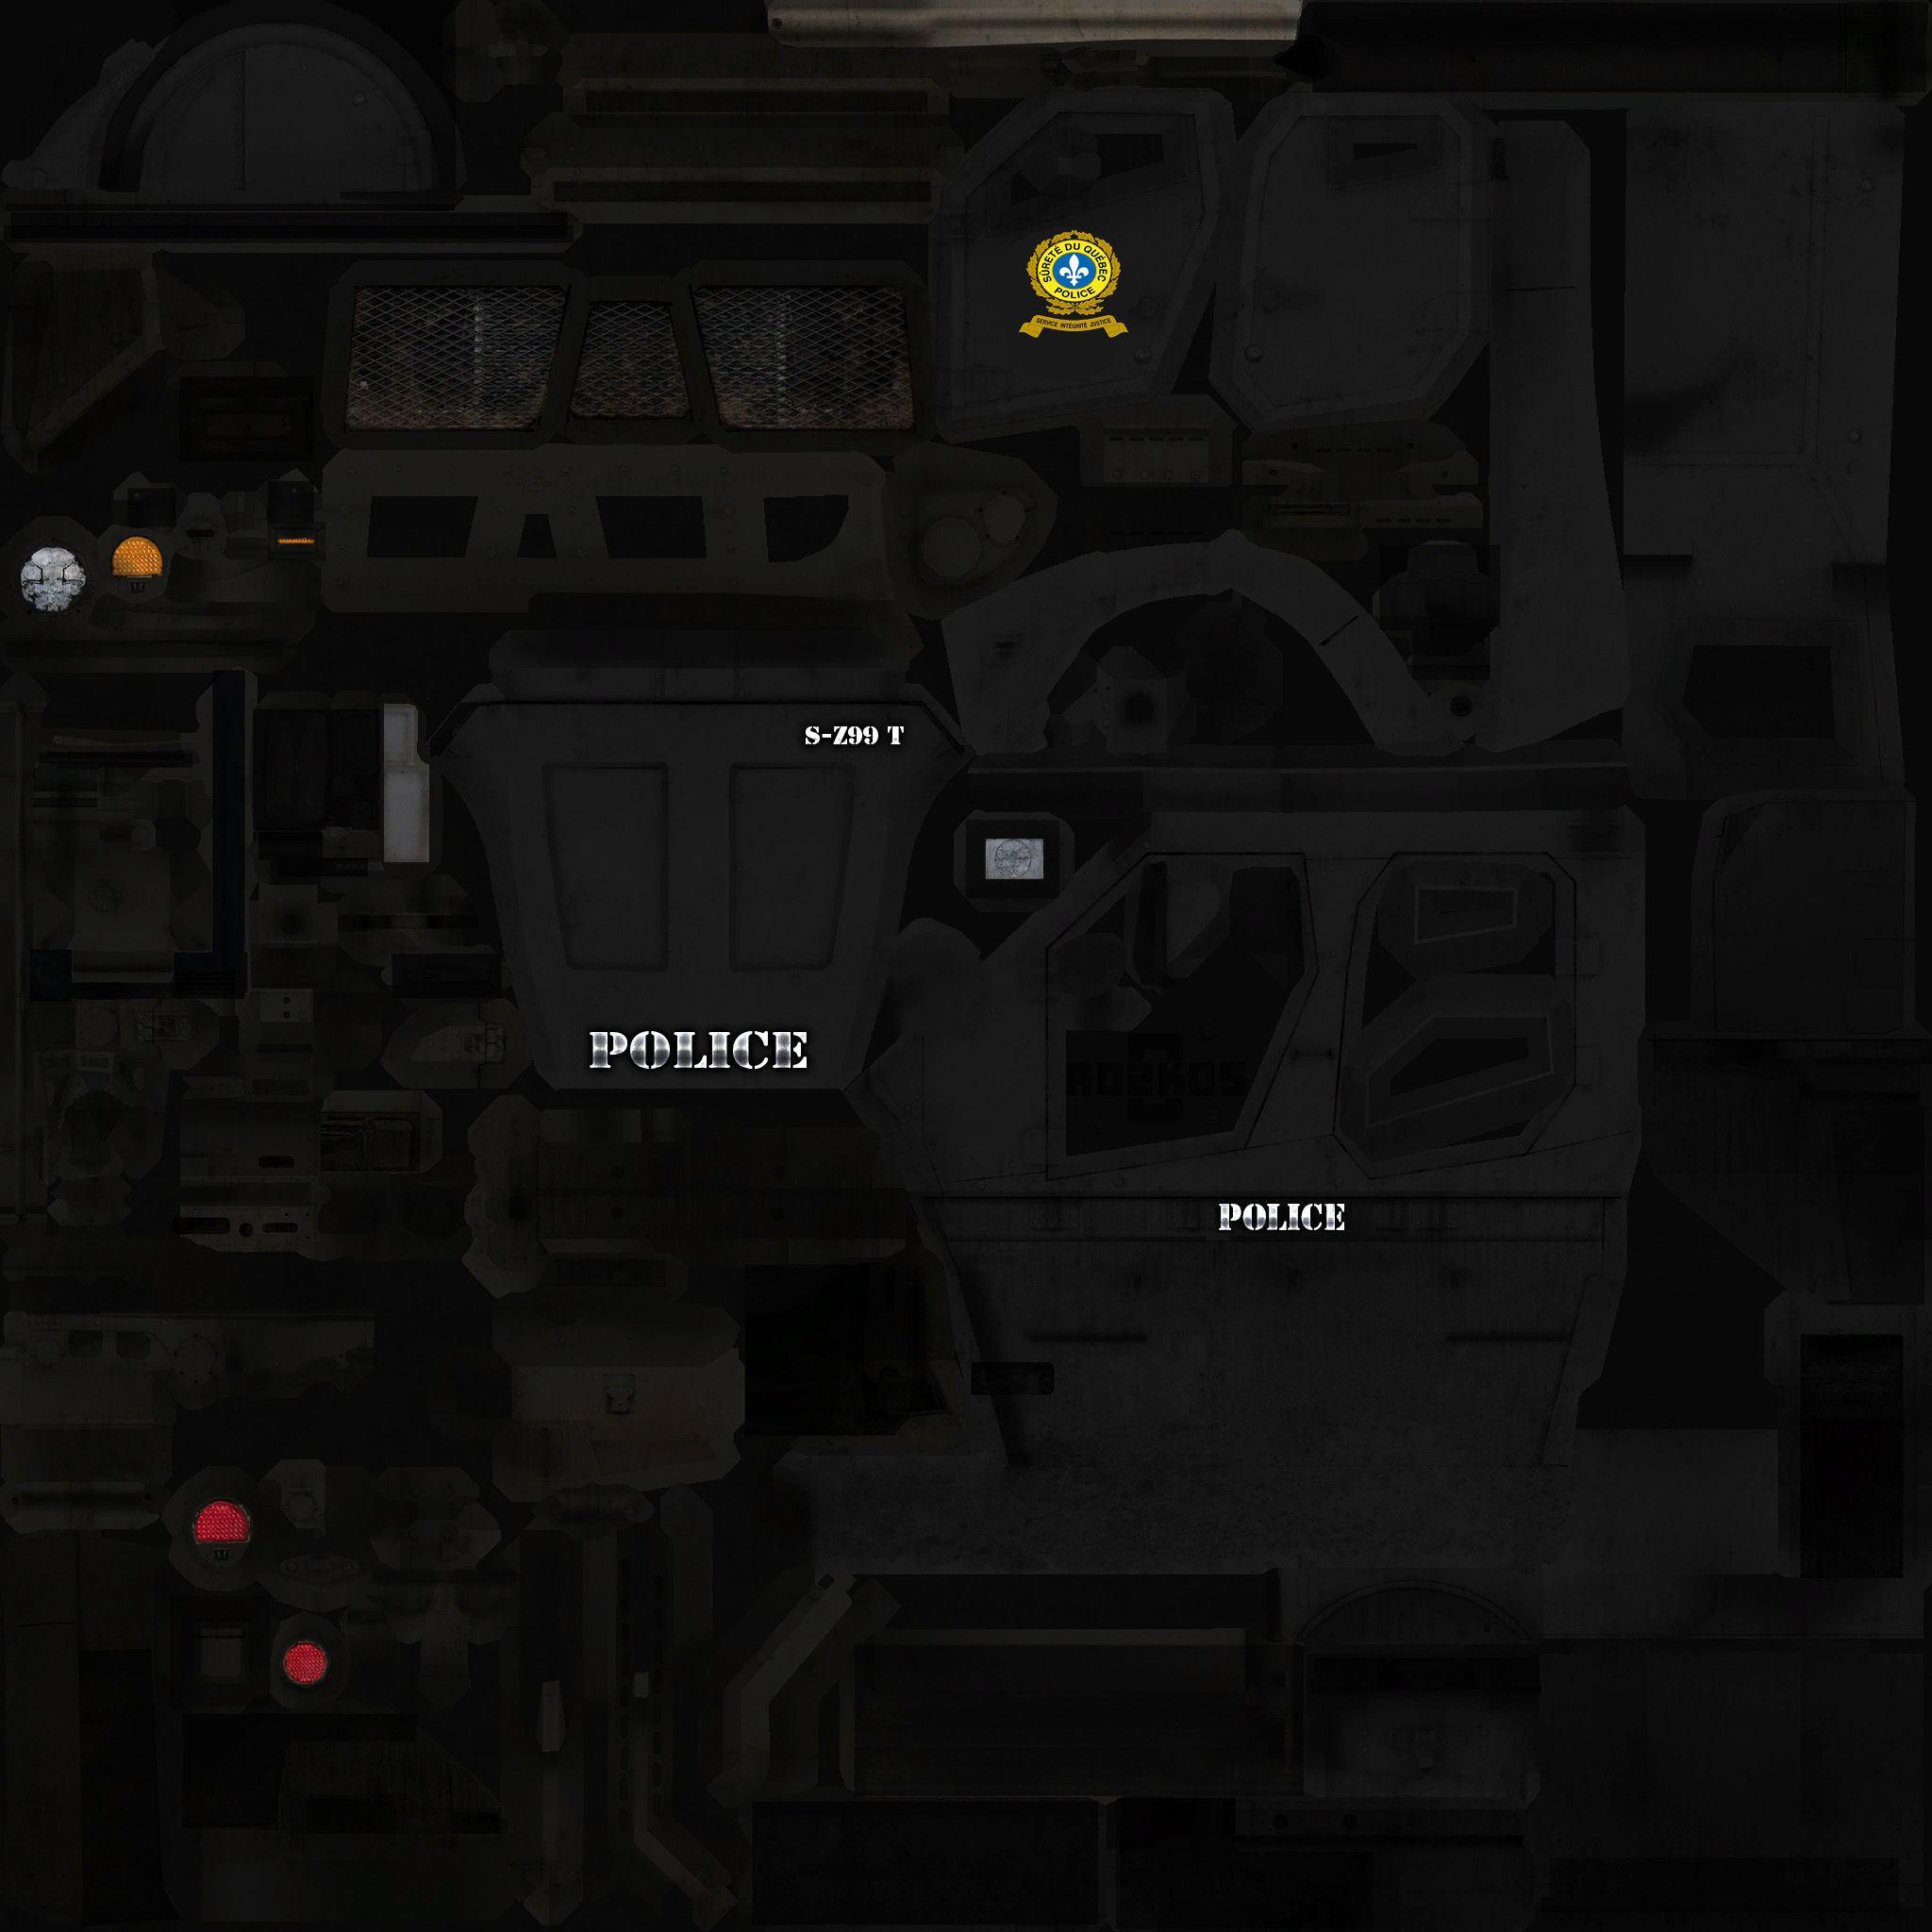 SÛRETÉ DU QUÉBEC
POLICE
SERVICE INTÉGRITÉ JUSTICE
S-Z99 T
POLICE
POLICE